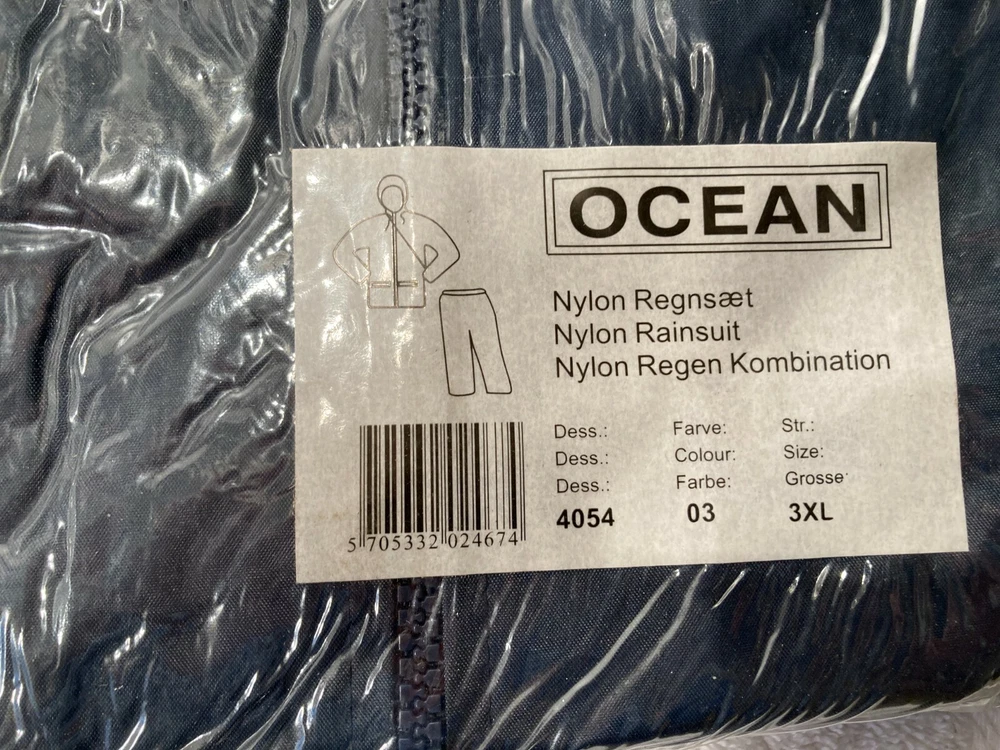 OCEAN
Nylon Regnsæt
Nylon Rainsuit
Nylon Regen Kombination
Dess.: Farve: Str.:
Dess.: Colour: Size:
Dess.: Farbe: Grosse:
4054 03 3XL
5 705332 024674